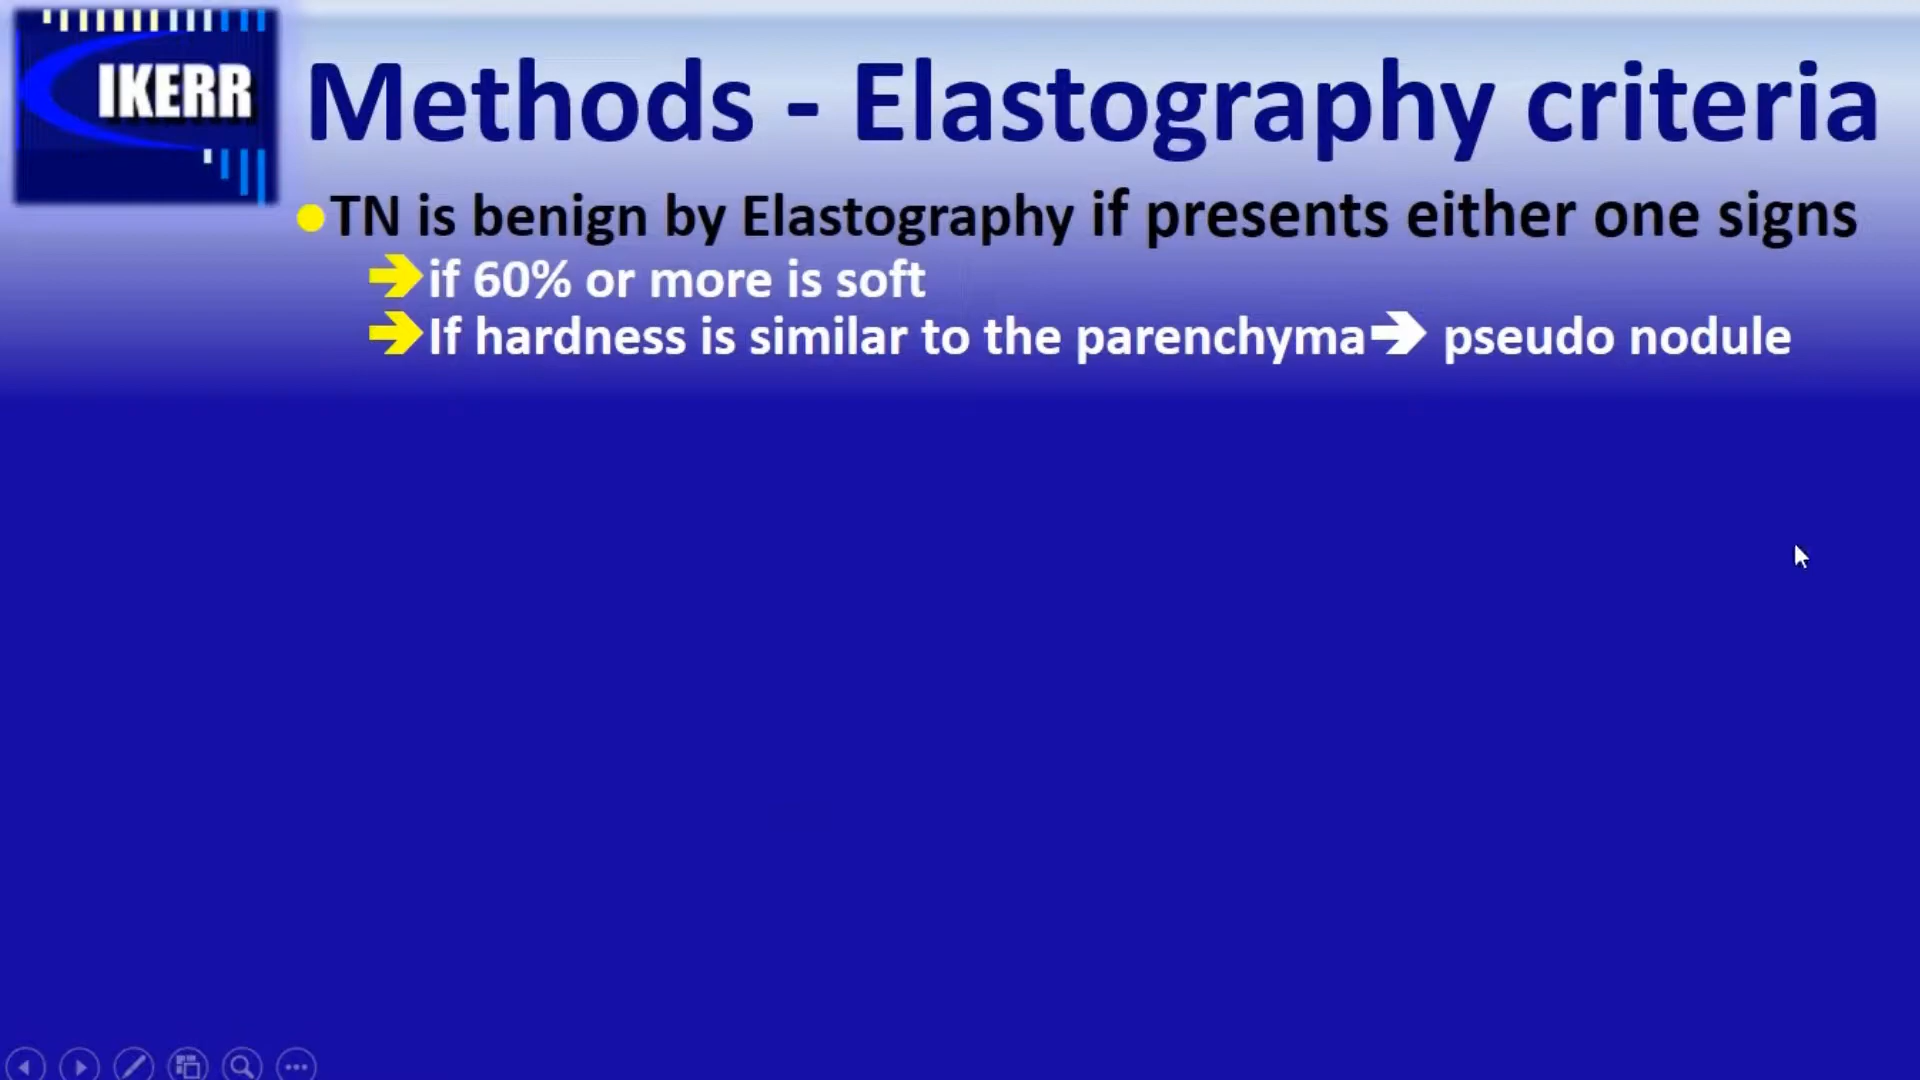 IKERR
Methods - Elastography criteria
TN is benign by Elastography if presents either one signs
if 60% or more is soft
If hardness is similar to the parenchyma➔ pseudo nodule